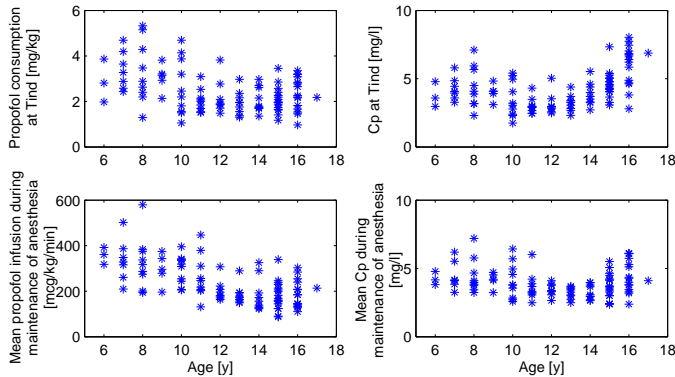 Propofol consumption
at Tind [mg/kg]
6
4
2
0
6 8 10 12 14 16 18
Cp at Tind [mg/l]
10
5
0
6 8 10 12 14 16 18
Mean propofol infusion during
maintenance of anesthesia
[mcg/kg/min]
600
400
200
0
6 8 10 12 14 16 18
Age [y]
Mean Cp during
maintenance of anesthesia
[mg/l]
10
5
0
6 8 10 12 14 16 18
Age [y]